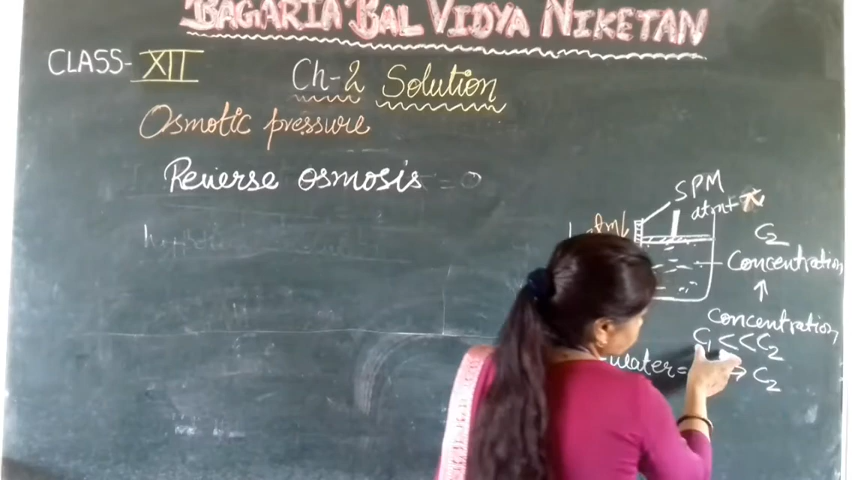 BAGARIA BAL VIDYA NIKETAN
CLASS- XII
Ch-2 Solution
Osmotic pressure
Reverse osmosis
SPM
atm + π
C2
Concentration
↑
Concentration
C1 << C2
water =
→ C2